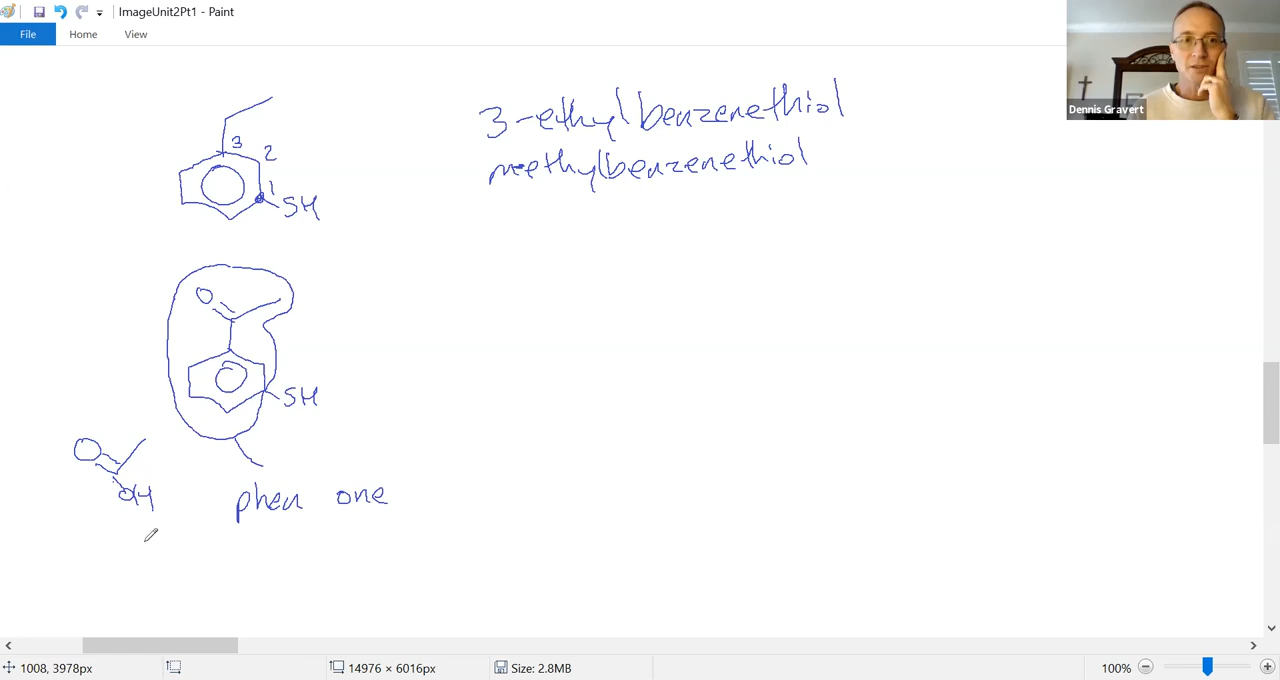 ImageUnit2Pt1 - Paint
File Home View
Dennis Gravert
3-ethylbenzenethiol
m-ethylbenzenethiol
3
2
1
SH
O
SH
O
OH
phen one
1008, 3978px 14976 × 6016px Size: 2.8MB 100%